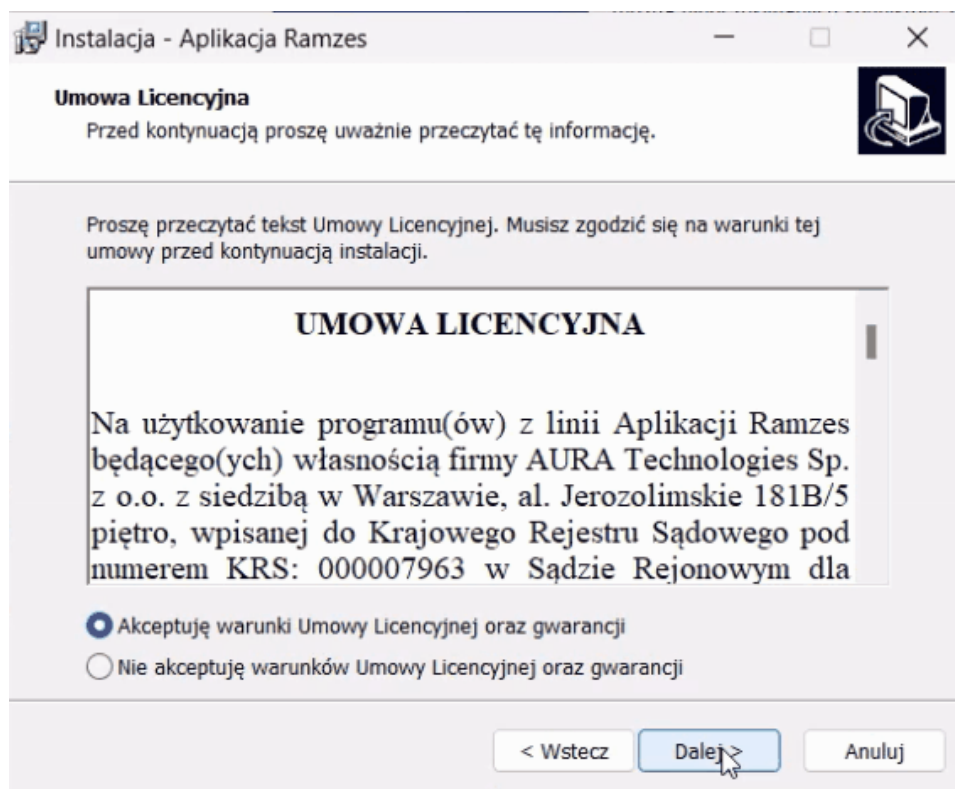 Instalacja - Aplikacja Ramzes
Umowa Licencyjna
Przed kontynuacją proszę uważnie przeczytać tę informację.
Proszę przeczytać tekst Umowy Licencyjnej. Musisz zgodzić się na warunki tej
umowy przed kontynuacją instalacji.
UMOWA LICENCYJNA
Na użytkowanie programu(ów) z linii Aplikacji Ramzes
będącego(ych) własnością firmy AURA Technologies Sp.
z o.o. z siedzibą w Warszawie, al. Jerozolimskie 181B/5
piętro, wpisanej do Krajowego Rejestru Sądowego pod
numerem KRS: 000007963 w Sądzie Rejonowym dla
Akceptuję warunki Umowy Licencyjnej oraz gwarancji
Nie akceptuję warunków Umowy Licencyjnej oraz gwarancji
< Wstecz Dalej > Anuluj